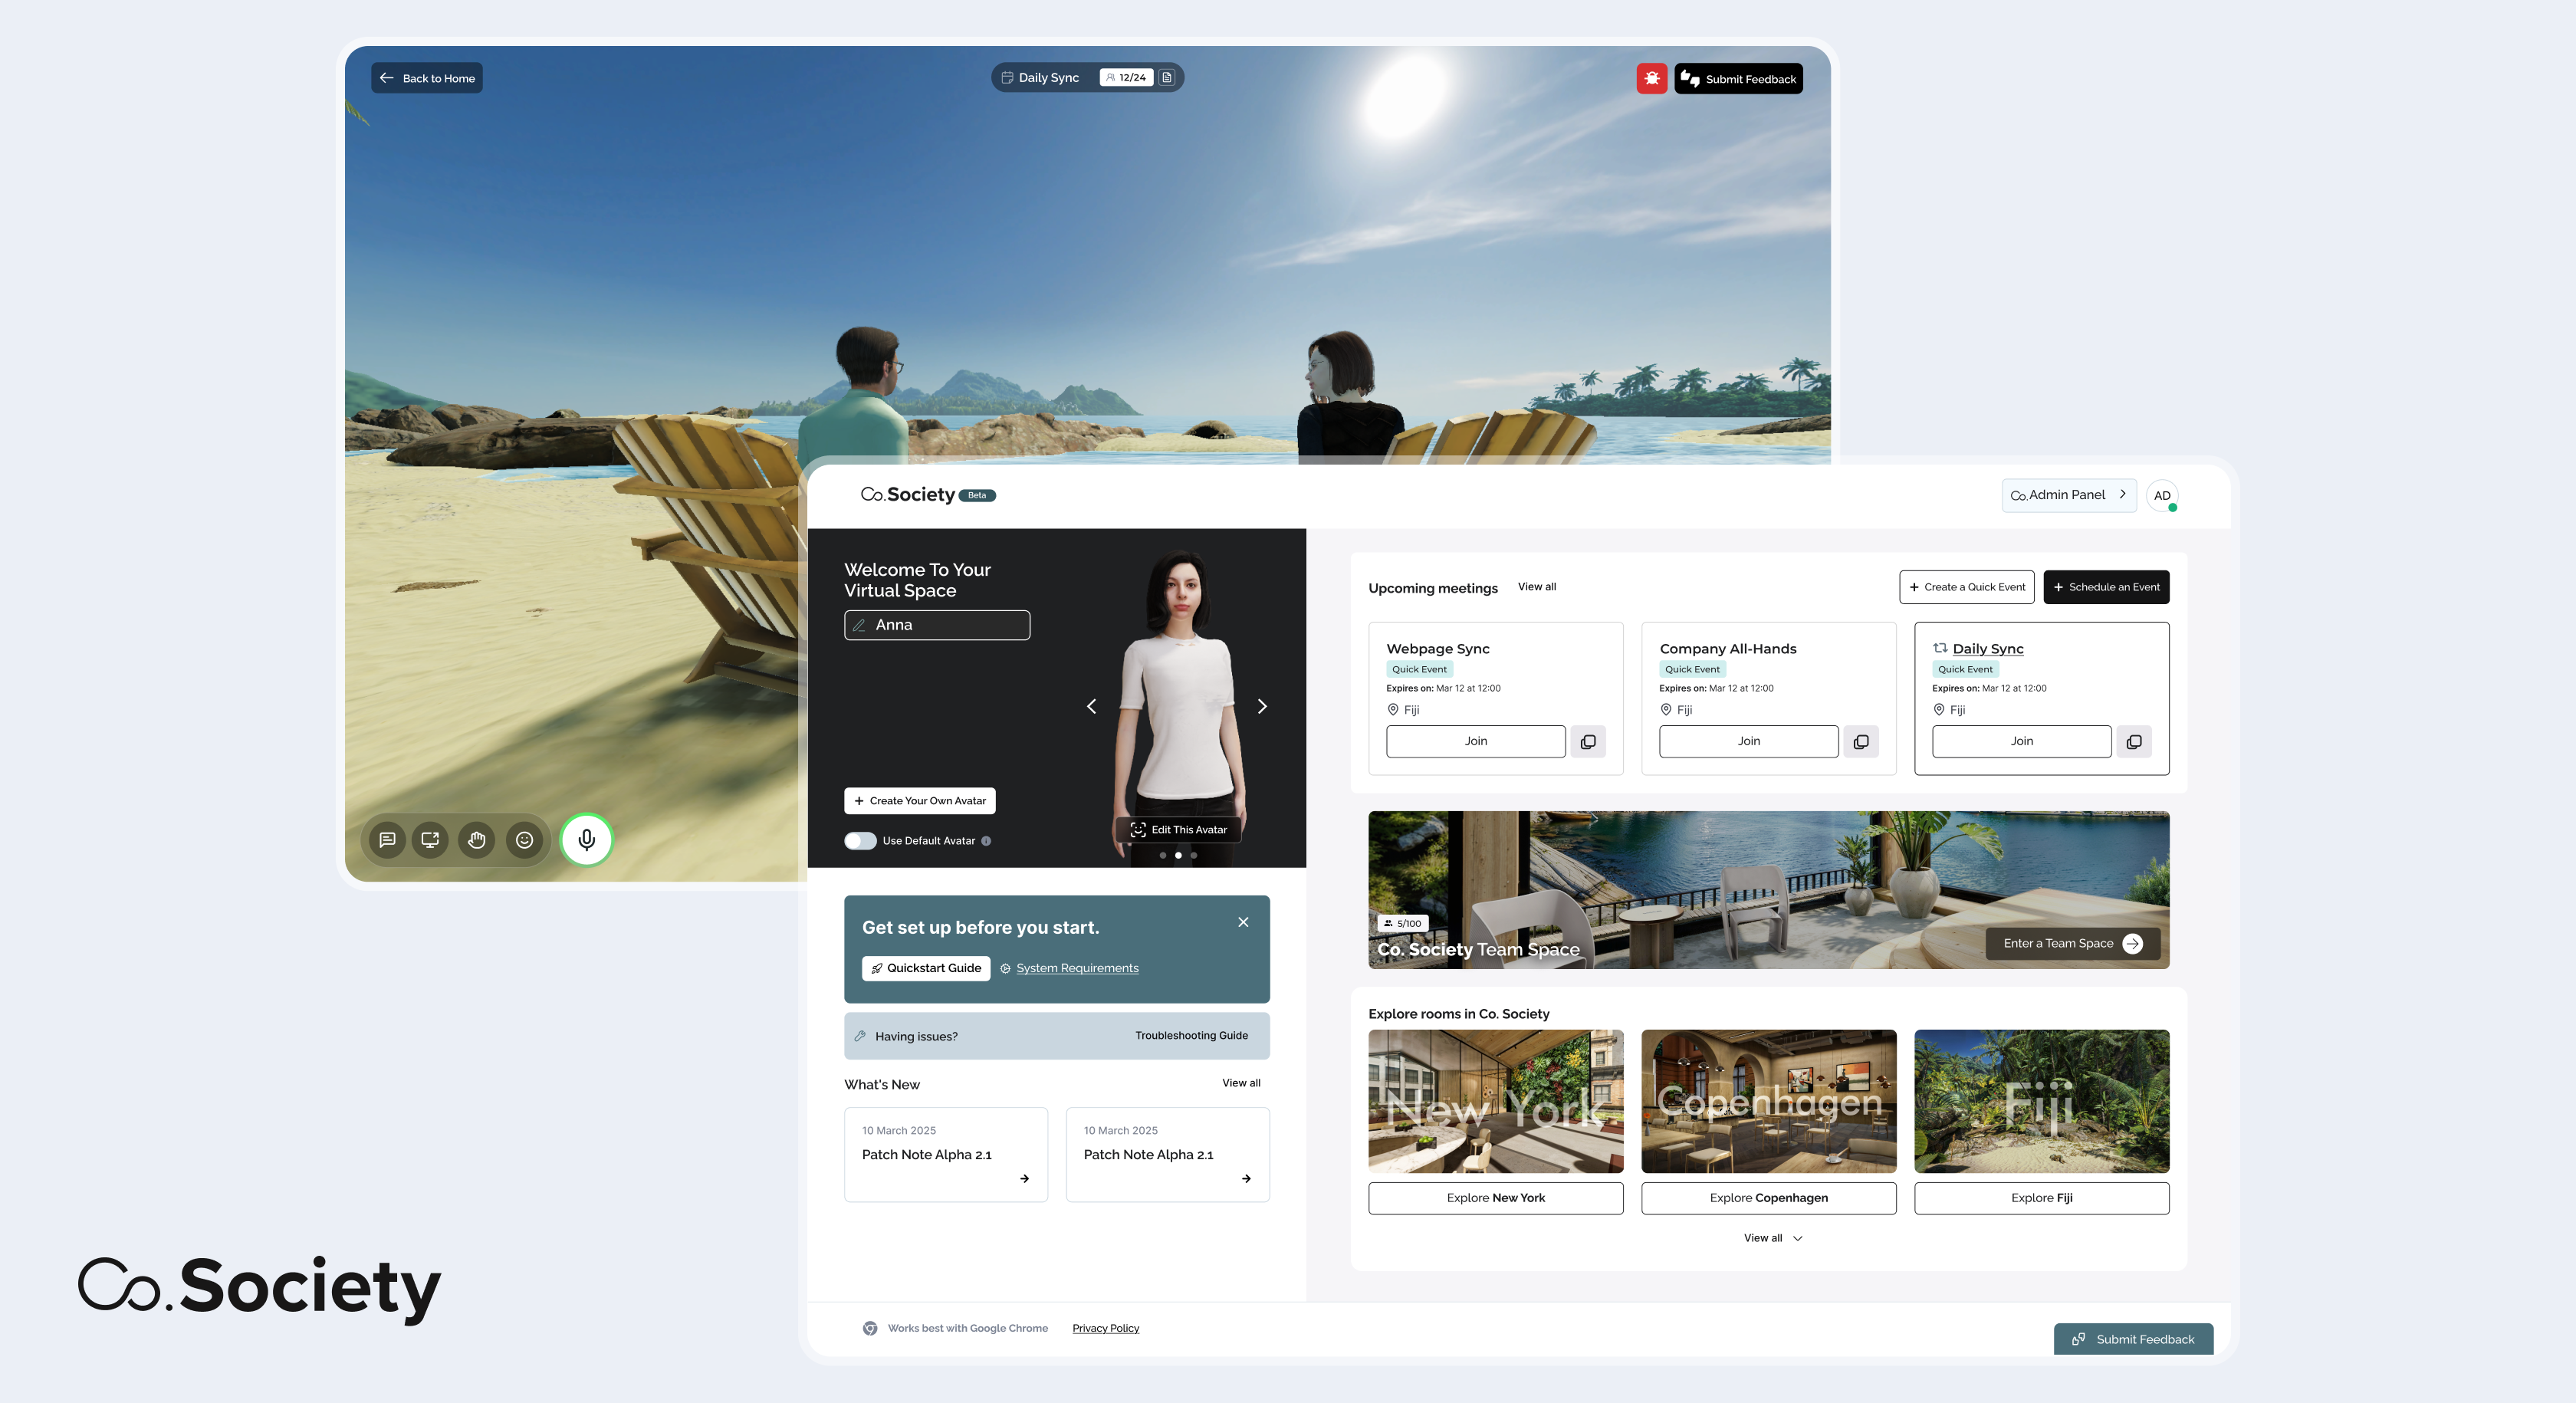 Back to Home
Daily Sync
12/24
Submit Feedback
Co.Society Beta
Co. Admin Panel
AD
Welcome To Your
Virtual Space
Anna
Create Your Own Avatar
Use Default Avatar
Edit This Avatar
Get set up before you start.
Quickstart Guide
System Requirements
Having issues?
Troubleshooting Guide
What's New
View all
10 March 2025
Patch Note Alpha 2.1
10 March 2025
Patch Note Alpha 2.1
Upcoming meetings
View all
+ Create a Quick Event
+ Schedule an Event
Webpage Sync
Quick Event
Expires on: Mar 12 at 12:00
Fiji
Join
Company All-Hands
Quick Event
Expires on: Mar 12 at 12:00
Fiji
Join
Daily Sync
Quick Event
Expires on: Mar 12 at 12:00
Fiji
Join
5/100
Co. Society Team Space
Enter a Team Space
Explore rooms in Co. Society
New York
Copenhagen
Fiji
Explore New York
Explore Copenhagen
Explore Fiji
View all
Works best with Google Chrome
Privacy Policy
Submit Feedback
Co.Society